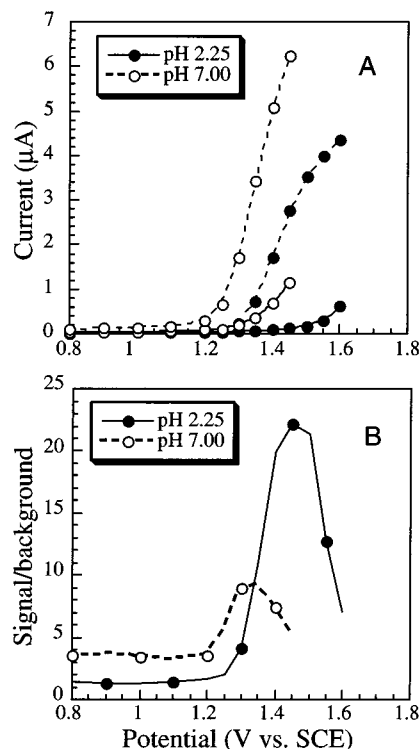 7
6
5
4
3
2
1
0
Current (µA)
pH 2.25
pH 7.00
A
0.8 1 1.2 1.4 1.6 1.8
25
20
15
10
5
0
Signal/background
pH 2.25
pH 7.00
B
0.8 1 1.2 1.4 1.6 1.8
Potential (V vs. SCE)